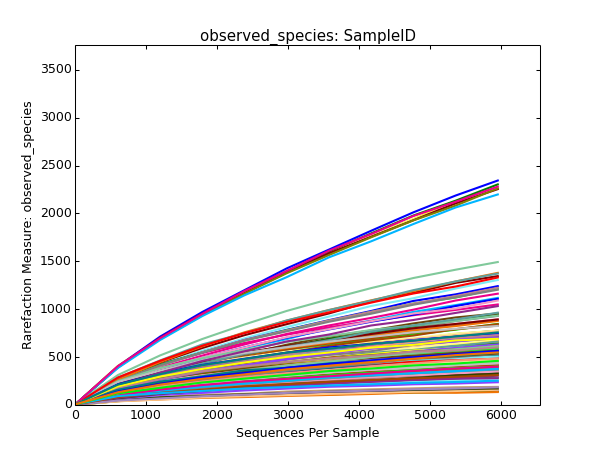 observed_species: SampleID
3500
3000
2500
2000
1500
1000
500
0
0 1000 2000 3000 4000 5000 6000
Sequences Per Sample
Rarefaction Measure: observed_species